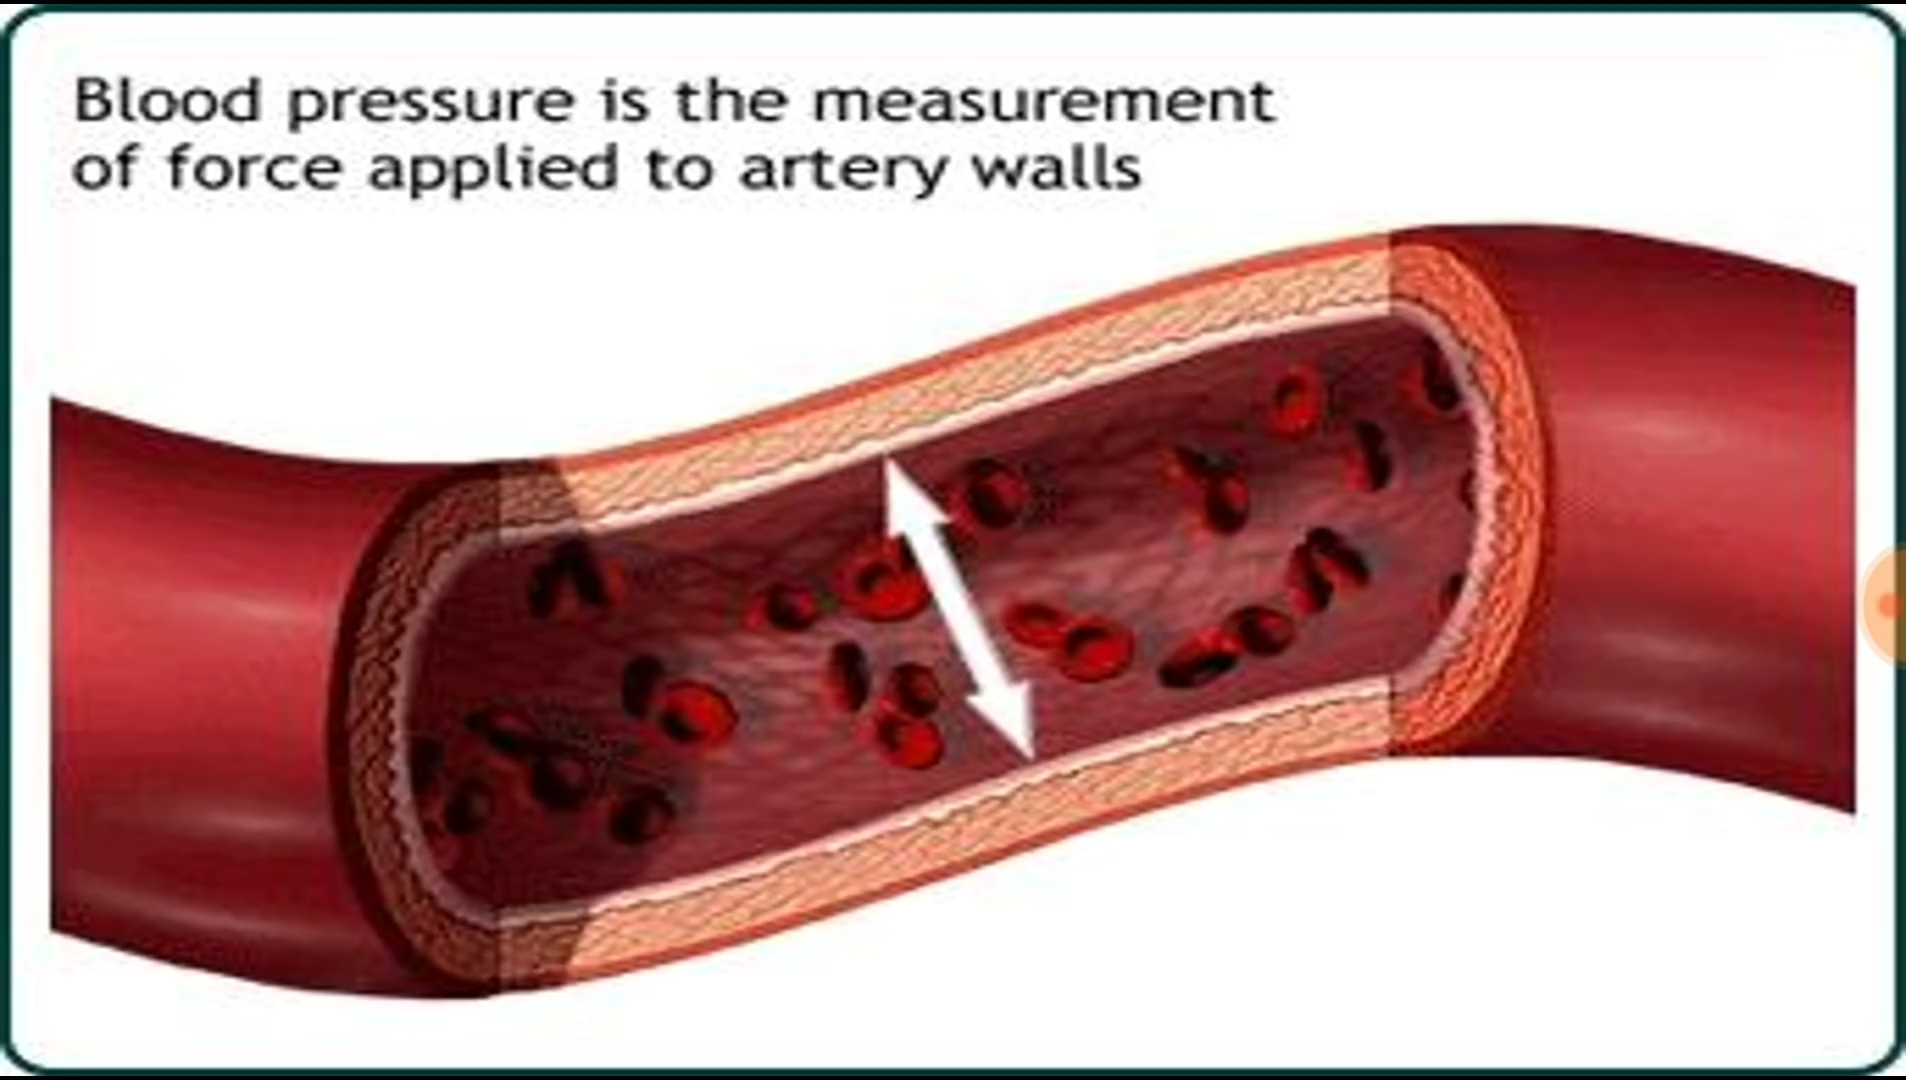 Blood pressure is the measurement
of force applied to artery walls